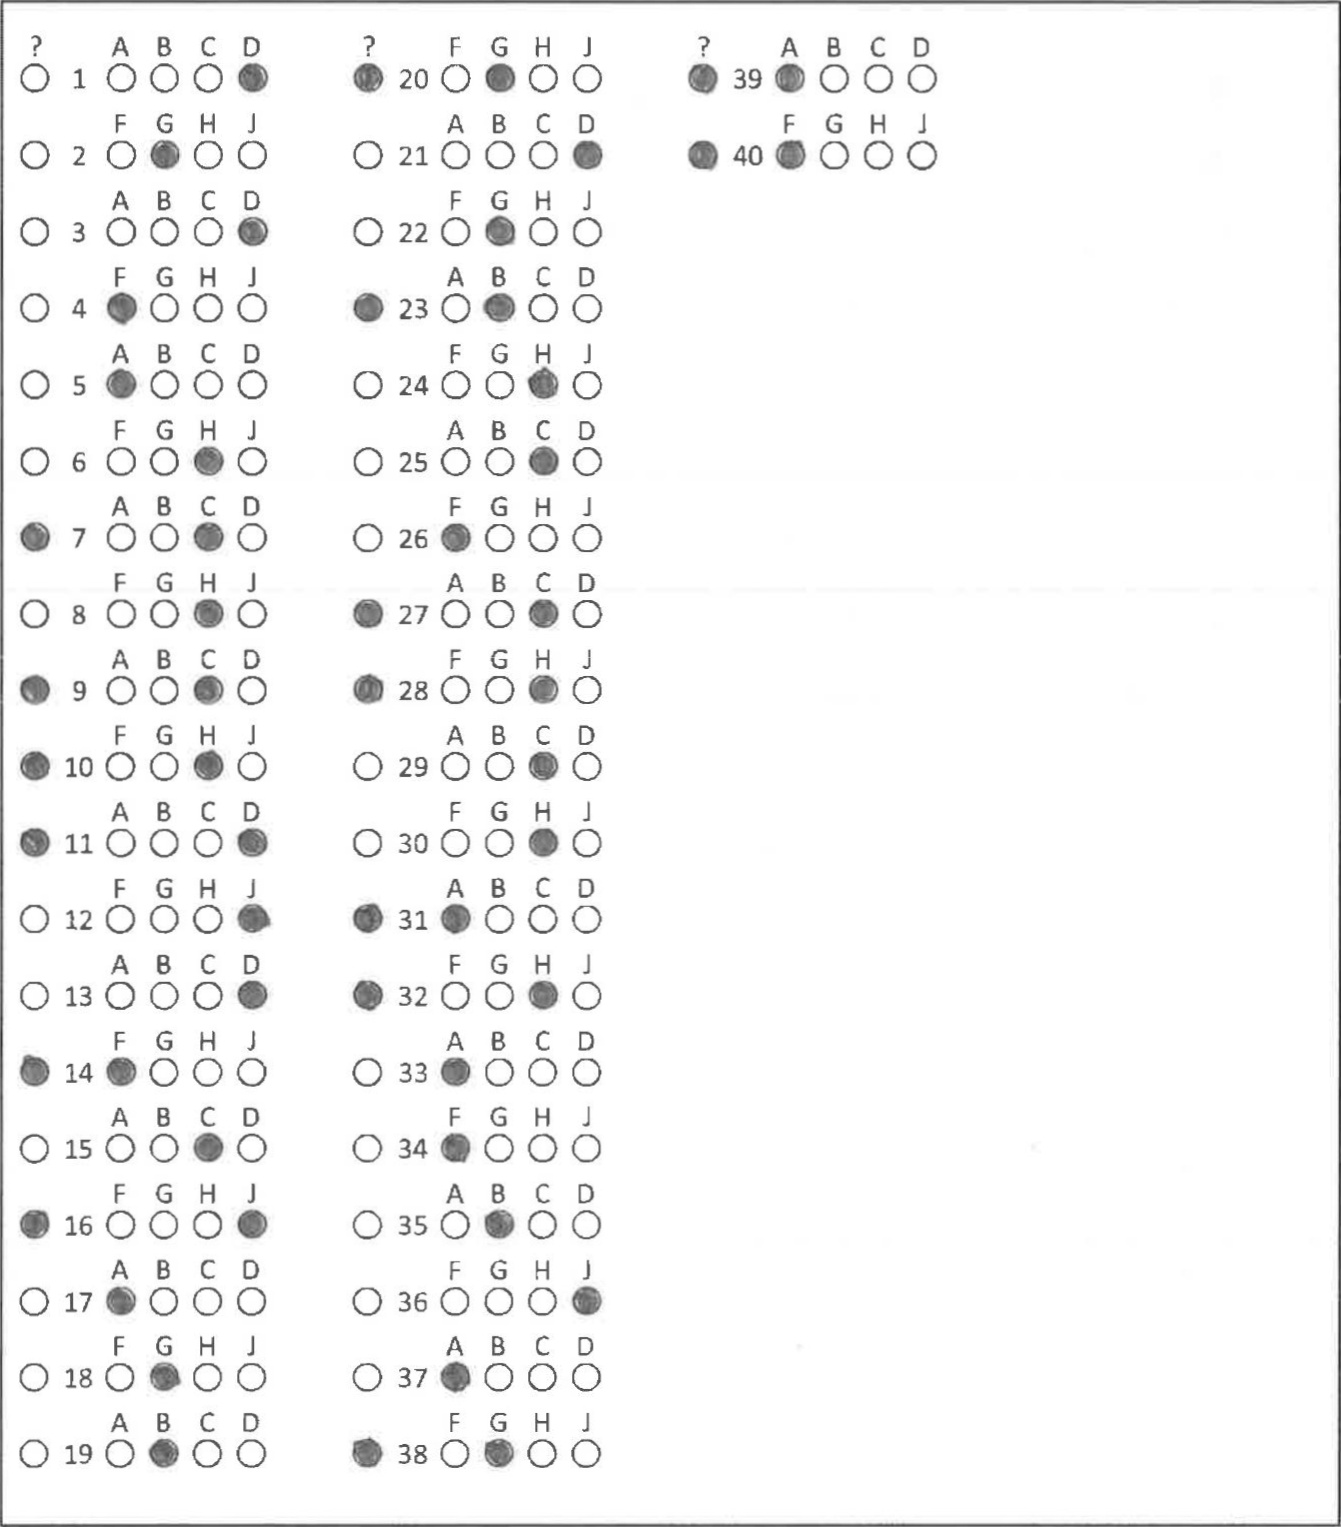 ? A B C D
1
F G H J
2
A B C D
3
F G H J
4
A B C D
5
F G H J
6
A B C D
7
F G H J
8
A B C D
9
F G H J
10
A B C D
11
F G H J
12
A B C D
13
F G H J
14
A B C D
15
F G H J
16
A B C D
17
F G H J
18
A B C D
19
? F G H J
20
A B C D
21
F G H J
22
A B C D
23
F G H J
24
A B C D
25
F G H J
26
A B C D
27
F G H J
28
A B C D
29
F G H J
30
A B C D
31
F G H J
32
A B C D
33
F G H J
34
A B C D
35
F G H J
36
A B C D
37
F G H J
38
? A B C D
39
F G H J
40